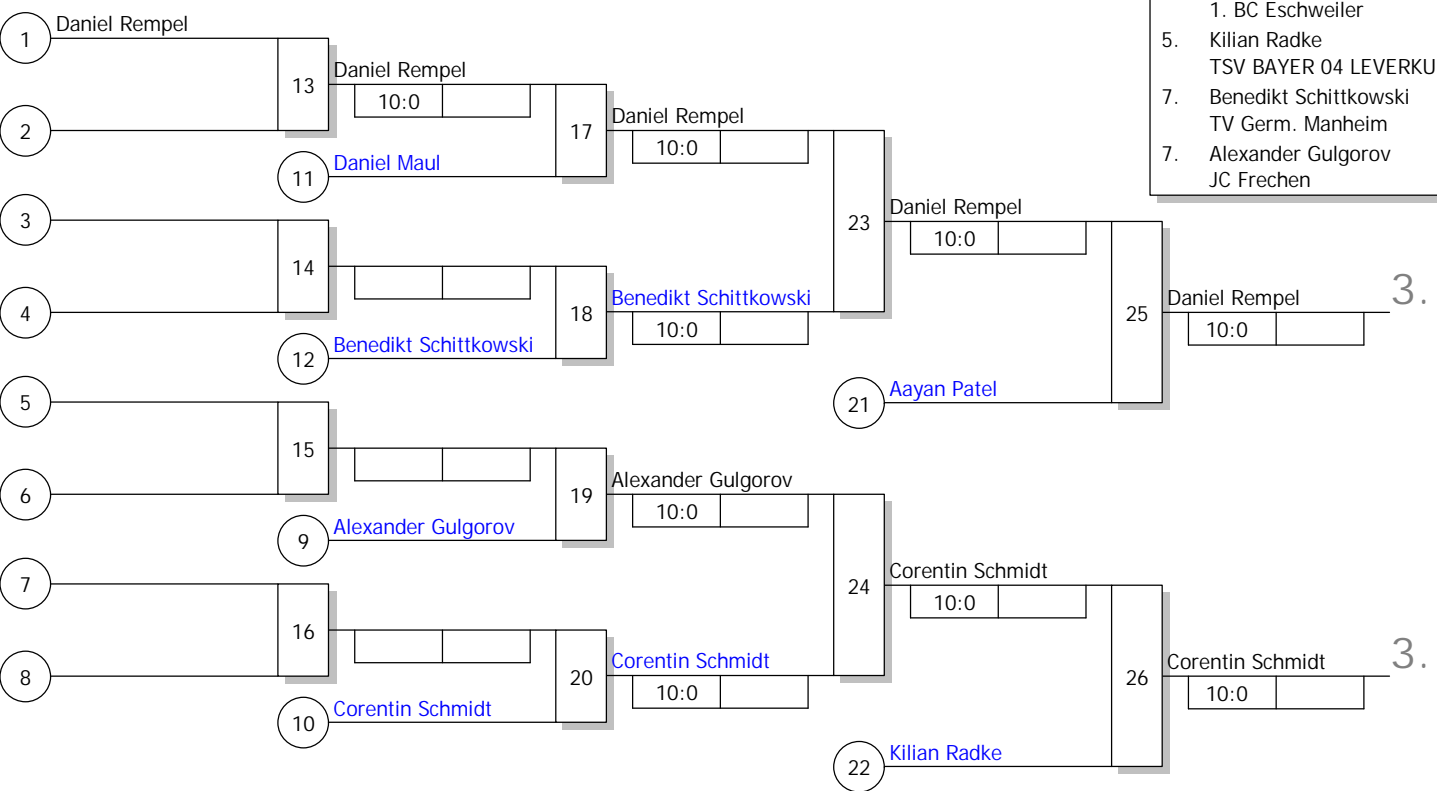 1. BC Eschweiler
5. Kilian Radke
TSV BAYER 04 LEVERKU
7. Benedikt Schittkowski
TV Germ. Manheim
7. Alexander Gulgorov
JC Frechen
1 Daniel Rempel
13 Daniel Rempel
10:0
2
17 Daniel Rempel
10:0
11 Daniel Maul
3
23 Daniel Rempel
10:0
14
4
18 Benedikt Schittkowski
10:0
12 Benedikt Schittkowski
25 Daniel Rempel 3.
10:0
5
21 Aayan Patel
15
6
19 Alexander Gulgorov
10:0
9 Alexander Gulgorov
7
24 Corentin Schmidt
10:0
16
8
20 Corentin Schmidt
10:0
10 Corentin Schmidt
26 Corentin Schmidt 3.
10:0
22 Kilian Radke